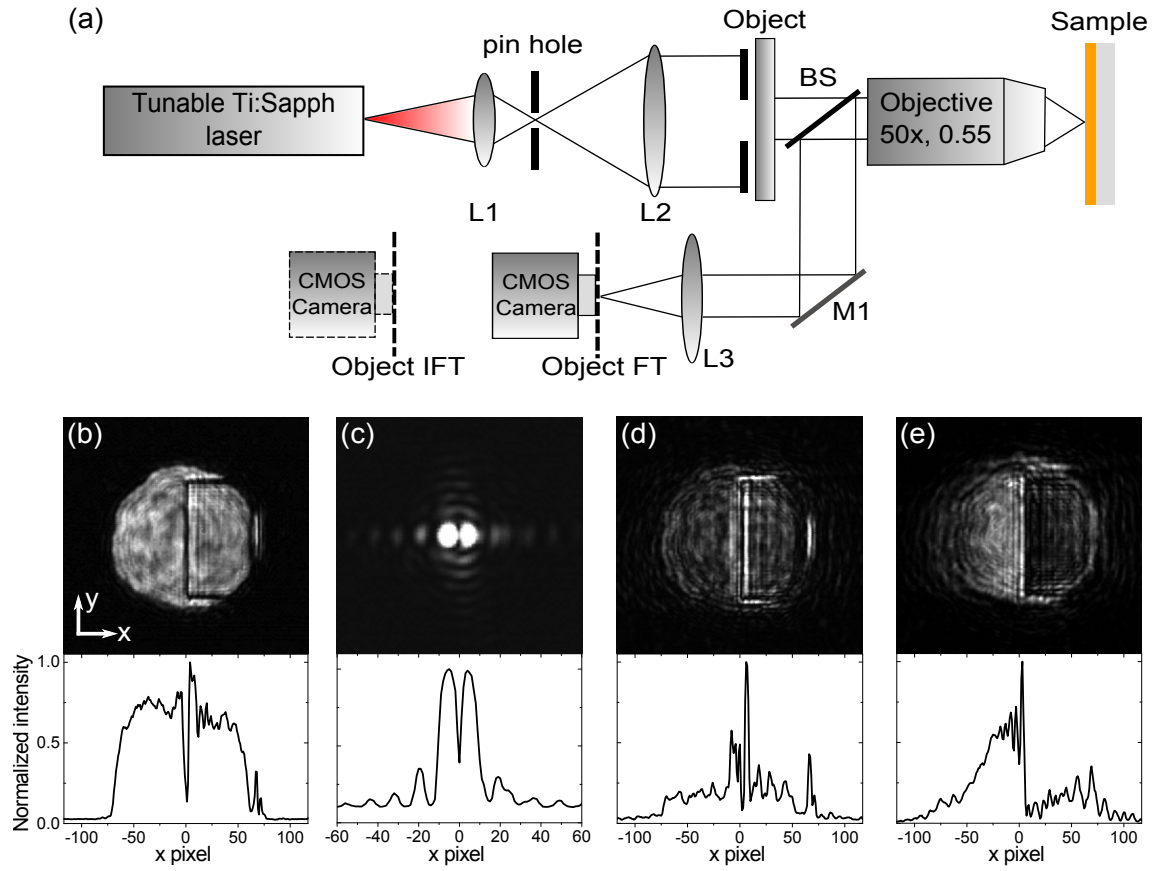 (a)
Object
Sample
pin hole
BS
Tunable Ti:Sapph
laser
Objective
50x, 0.55
L1
L2
CMOS
Camera
CMOS
Camera
M1
L3
Object IFT
Object FT
(b)
(c)
(d)
(e)
y
x
Normalized intensity
1.0
0.5
0.0
-100 -50 0 50 100
x pixel
-60 -40 -20 0 20 40 60
x pixel
-100 -50 0 50 100
x pixel
-100 -50 0 50 100
x pixel